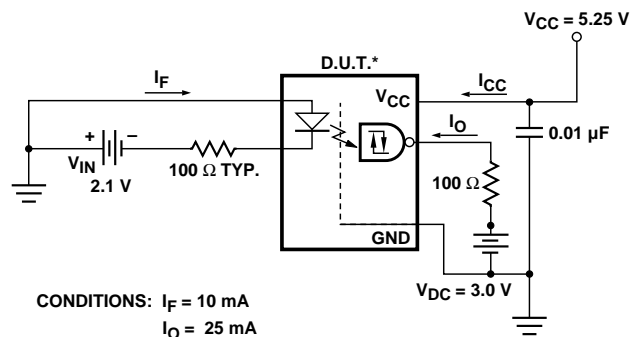 V_CC = 5.25 V
D.U.T.*
I_F
I_CC
V_CC
I_O
0.01 µF
+ –
V_IN
2.1 V
100 Ω TYP.
100 Ω
GND
V_DC = 3.0 V
CONDITIONS: I_F = 10 mA
I_O = 25 mA